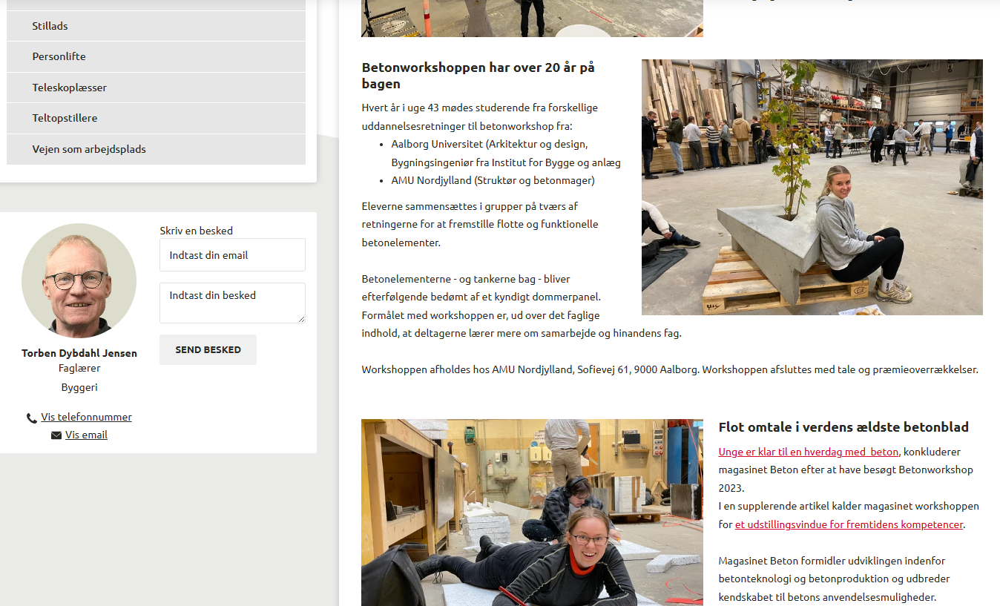 Stillads
Personlifte
Teleskoplæsser
Teltopstillere
Vejen som arbejdsplads
Skriv en besked
Indtast din email
Indtast din besked
SEND BESKED
Torben Dybdahl Jensen
Faglærer
Byggeri
Vis telefonnummer
Vis email
Betonworkshoppen har over 20 år på
bagen
Hvert år i uge 43 mødes studerende fra forskellige
uddannelsesretninger til betonworkshop fra:
• Aalborg Universitet (Arkitektur og design,
Bygningsingeniør fra Institut for Bygge og anlæg
• AMU Nordjylland (Struktør og betonmager)
Eleverne sammensættes i grupper på tværs af
retningerne for at fremstille flotte og funktionelle
betonelementer.
Betonelementerne - og tankerne bag - bliver
efterfølgende bedømt af et kyndigt dommerpanel.
Formålet med workshoppen er, ud over det faglige
indhold, at deltagerne lærer mere om samarbejde og hinandens fag.
Workshoppen afholdes hos AMU Nordjylland, Sofievej 61, 9000 Aalborg. Workshoppen afsluttes med tale og præmieoverrækkelser.
Flot omtale i verdens ældste betonblad
Unge er klar til en hverdag med  beton, konkluderer
magasinet Beton efter at have besøgt Betonworkshop
2023.
I en supplerende artikel kalder magasinet workshoppen
for et udstillingsvindue for fremtidens kompetencer.
Magasinet Beton formidler udviklingen indenfor
betonteknologi og betonproduktion og udbreder
kendskabet til betons anvendelsesmuligheder.